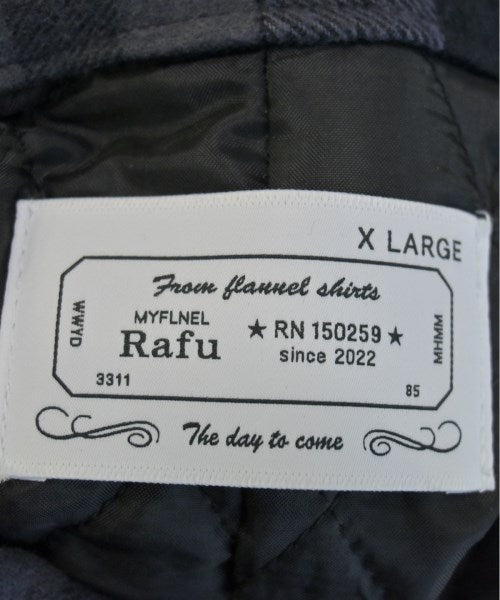 X LARGE
From flannel shirts
WWYD
MYFLNEL
Rafu
★ RN 150259 ★
since 2022
MHMM
3311
85
The day to come